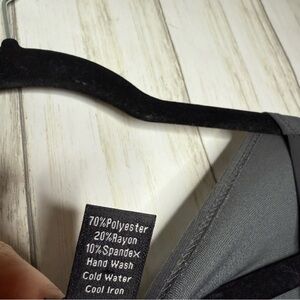 70%Polyester
20%Rayon
10%Spandex
Hand Wash
Cold Water
Cool Iron